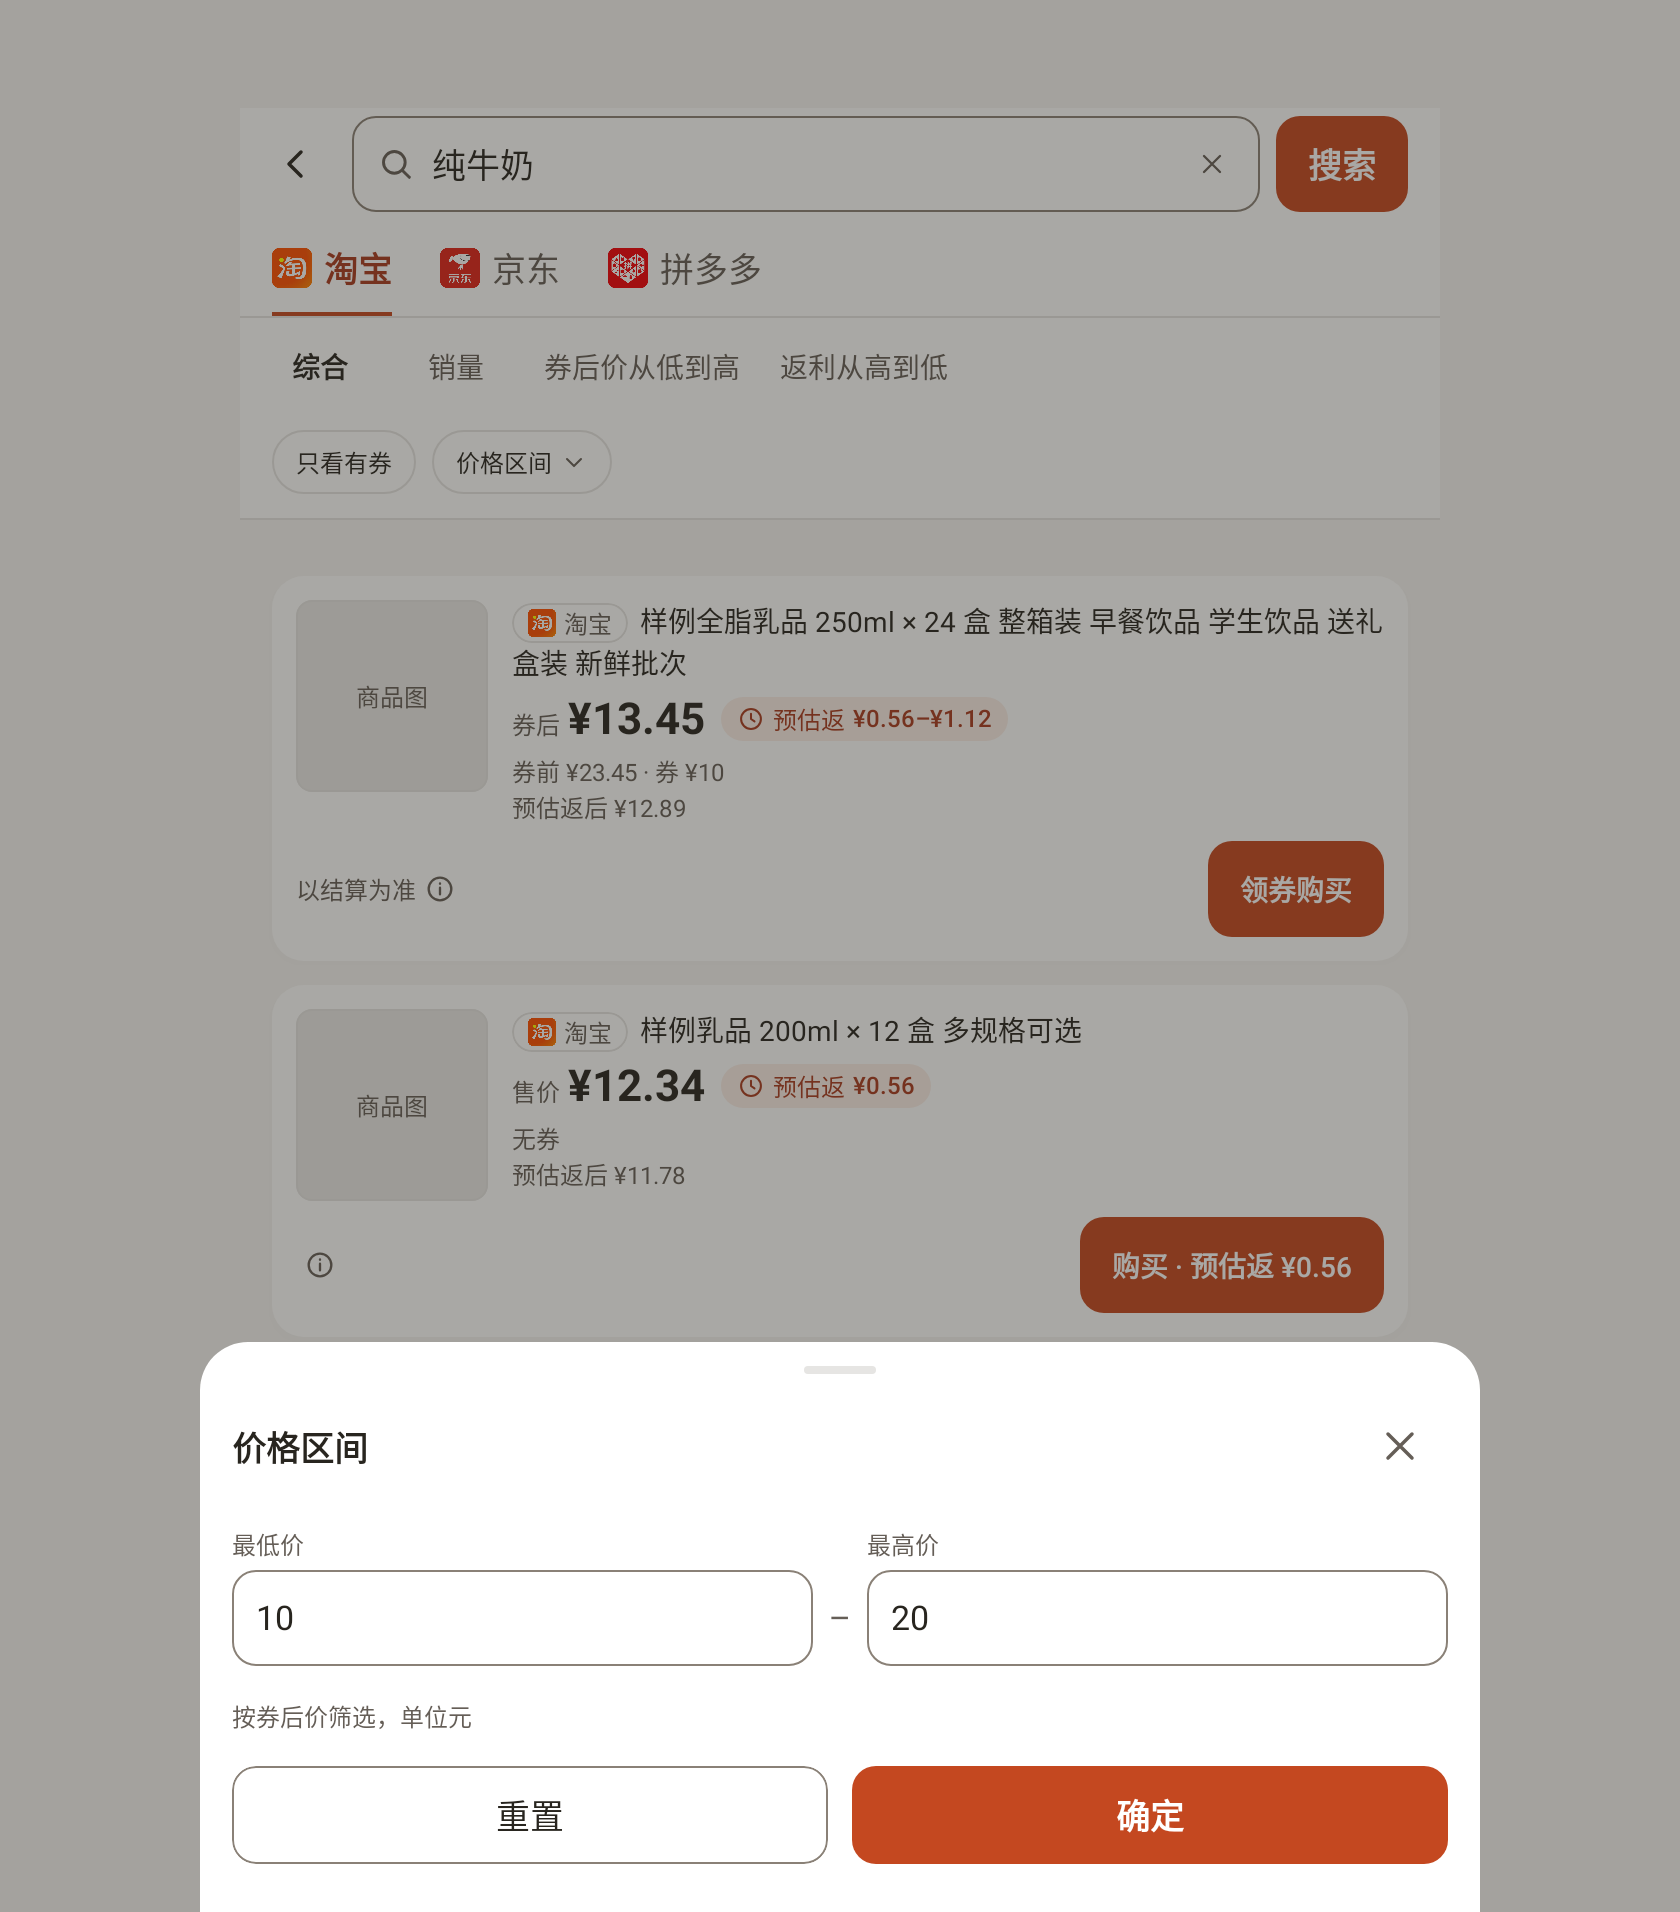 纯牛奶
搜索
淘 淘宝 京东 京东 拼多多
综合 销量 券后价从低到高 返利从高到低
只看有券 价格区间
商品图
淘 淘宝 样例全脂乳品 250ml × 24 盒 整箱装 早餐饮品 学生饮品 送礼
盒装 新鲜批次
券后 ¥13.45 预估返 ¥0.56–¥1.12
券前 ¥23.45 · 券 ¥10
预估返后 ¥12.89
以结算为准
领券购买
商品图
淘 淘宝 样例乳品 200ml × 12 盒 多规格可选
售价 ¥12.34 预估返 ¥0.56
无券
预估返后 ¥11.78
购买 · 预估返 ¥0.56
价格区间
最低价 最高价
10 – 20
按券后价筛选，单位元
重置 确定